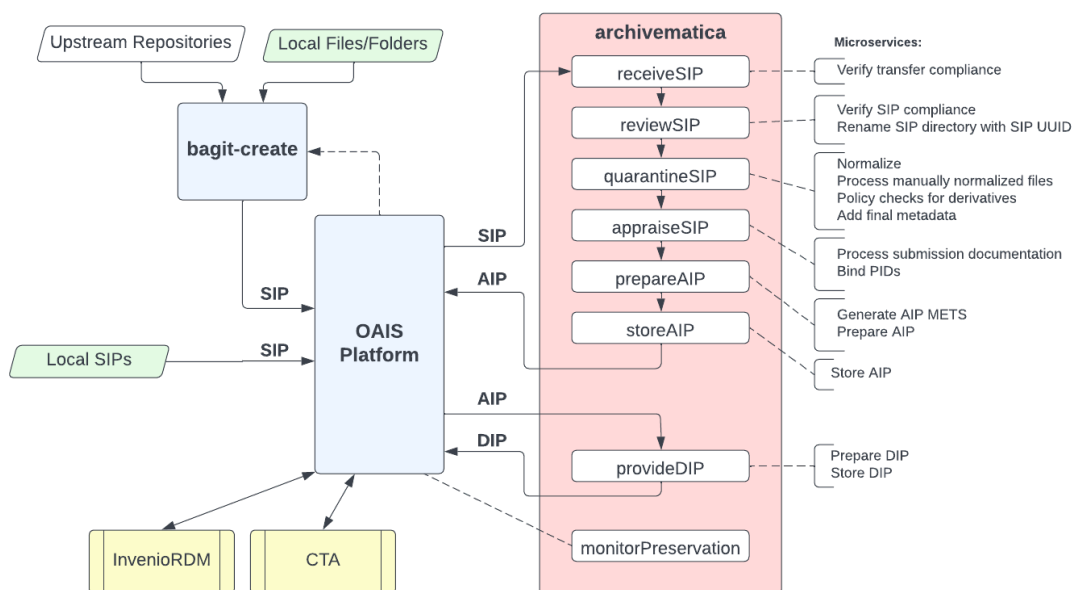 Upstream Repositories
Local Files/Folders
bagit-create
SIP
Local SIPs
SIP
OAIS
Platform
SIP
AIP
AIP
DIP
InvenioRDM
CTA
archivematica
receiveSIP
reviewSIP
quarantineSIP
appraiseSIP
prepareAIP
storeAIP
provideDIP
monitorPreservation
Microservices:
Verify transfer compliance
Verify SIP compliance
Rename SIP directory with SIP UUID
Normalize
Process manually normalized files
Policy checks for derivatives
Add final metadata
Process submission documentation
Bind PIDs
Generate AIP METS
Prepare AIP
Store AIP
Prepare DIP
Store DIP